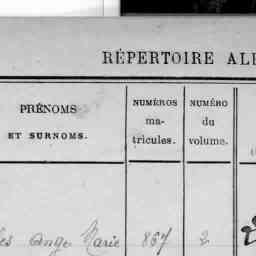 RÉPERTOIRE AL
PRÉNOMS
ET SURNOMS.
NUMÉROS
ma-
tricules.
NUMÉRO
du
volume.
Ange Marie 867 2